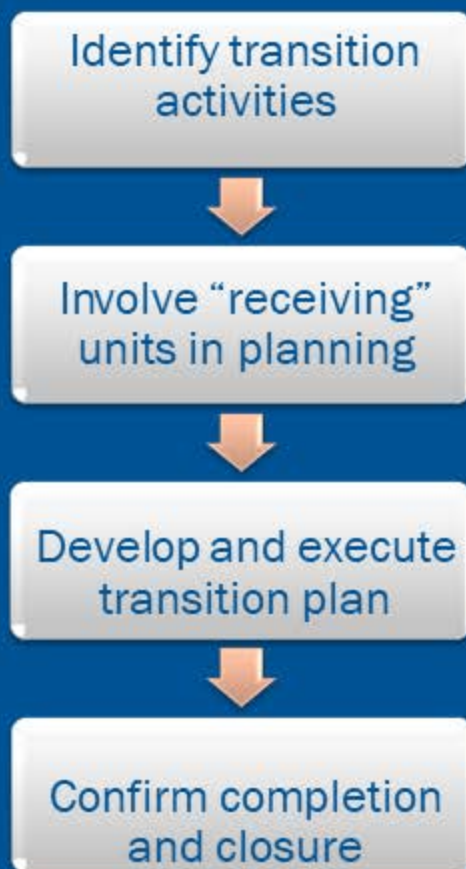 Identify transition
activities
Involve “receiving”
units in planning
Develop and execute
transition plan
Confirm completion
and closure